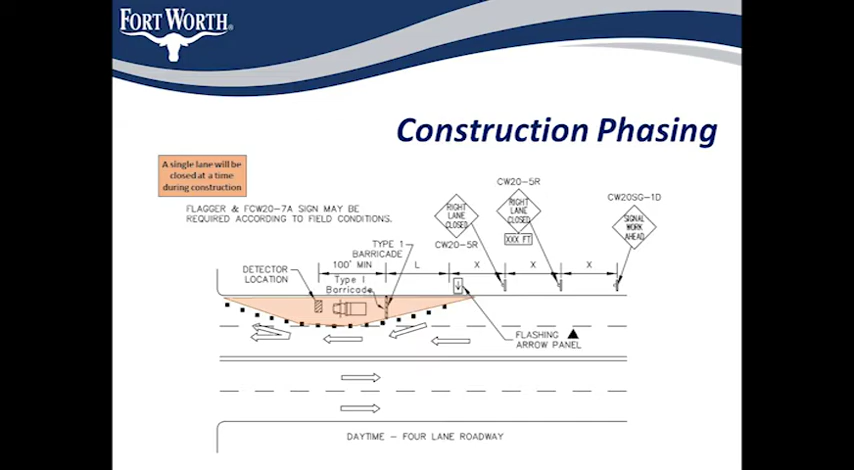 FORT WORTH®
Construction Phasing
A single lane will be
closed at a time
during construction
FLAGGER & FCW20-7A SIGN MAY BE
REQUIRED ACCORDING TO FIELD CONDITIONS.
CW20-5R
RIGHT
LANE
CLOSED
XXX FT
CW20SG-1D
SIGNAL
WORK
AHEAD
RIGHT
LANE
CLOSED
CW20-5R
TYPE 1
BARRICADE
DETECTOR
LOCATION
100' MIN
L
X
X
X
Type I
Barricade
FLASHING
ARROW PANEL
DAYTIME - FOUR LANE ROADWAY